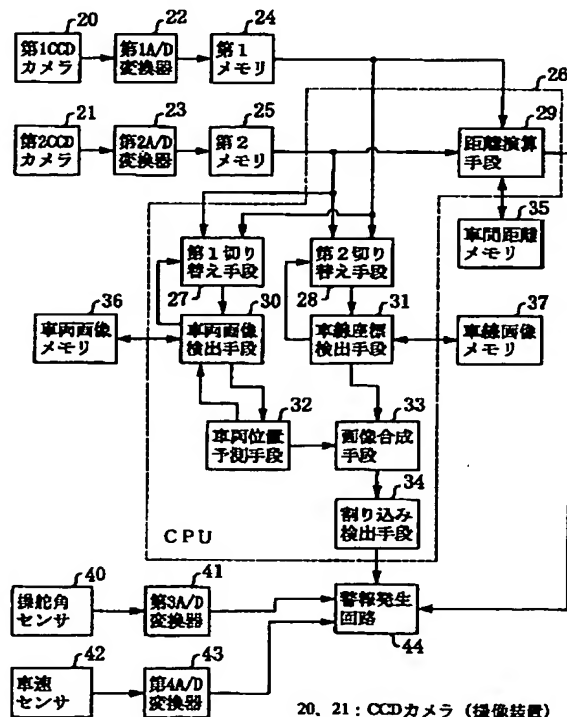 20
22
24
第1CCD
カメラ
第1A/D
変換器
第1
メモリ
26
21
23
25
29
第2CCD
カメラ
第2A/D
変換器
第2
メモリ
距離演算
手段
35
車間距離
メモリ
第1切り
替え手段
第2切り
替え手段
27
30
28
31
36
37
車両画像
メモリ
車両画像
検出手段
車線座標
検出手段
車線画像
メモリ
32
33
車両位置
予測手段
画像合成
手段
34
割り込み
検出手段
CPU
40
41
操舵角
センサ
第3A/D
変換器
警報発生
回路
44
42
43
車速
センサ
第4A/D
変換器
20、21：CCDカメラ（撮像装置）